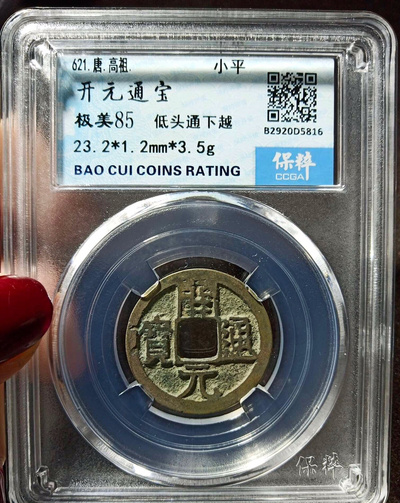 621.唐.高祖 小平
开元通宝
极美85 低头通下越
23.2*1.2mm*3.5g
BAO CUI COINS RATING
B2920D5816
保粹
CCGA
開
寳 通
元
保粹